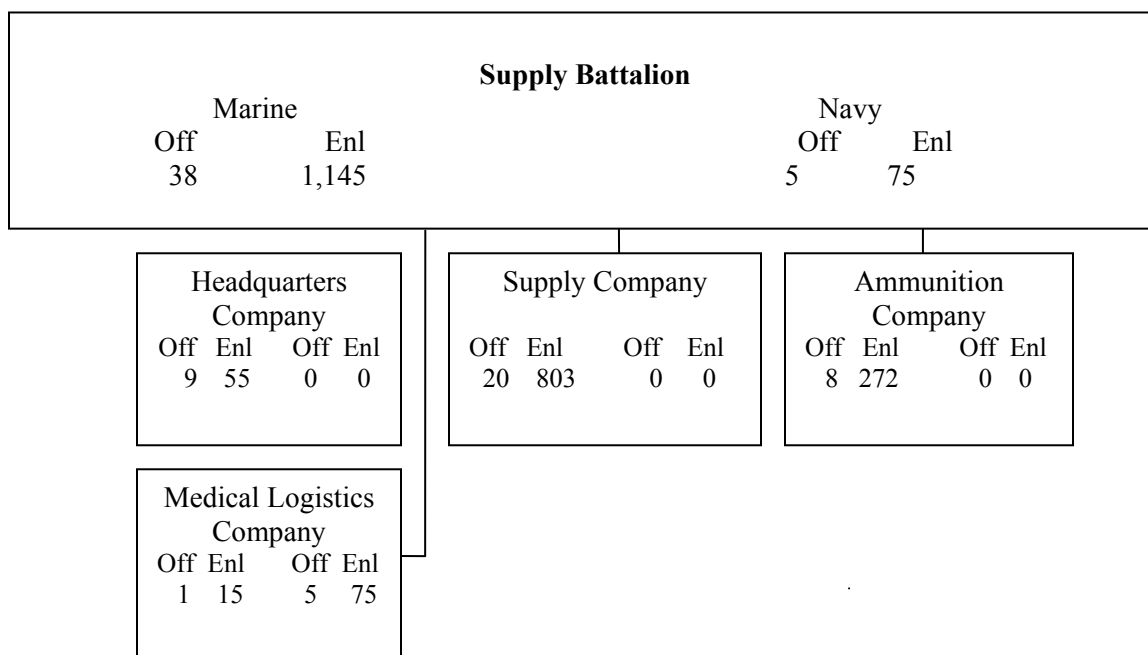 Supply Battalion
Marine Navy
Off Enl Off Enl
38 1,145 5 75
Headquarters
Company
Off Enl Off Enl
9 55 0 0
Supply Company
Off Enl Off Enl
20 803 0 0
Ammunition
Company
Off Enl Off Enl
8 272 0 0
Medical Logistics
Company
Off Enl Off Enl
1 15 5 75